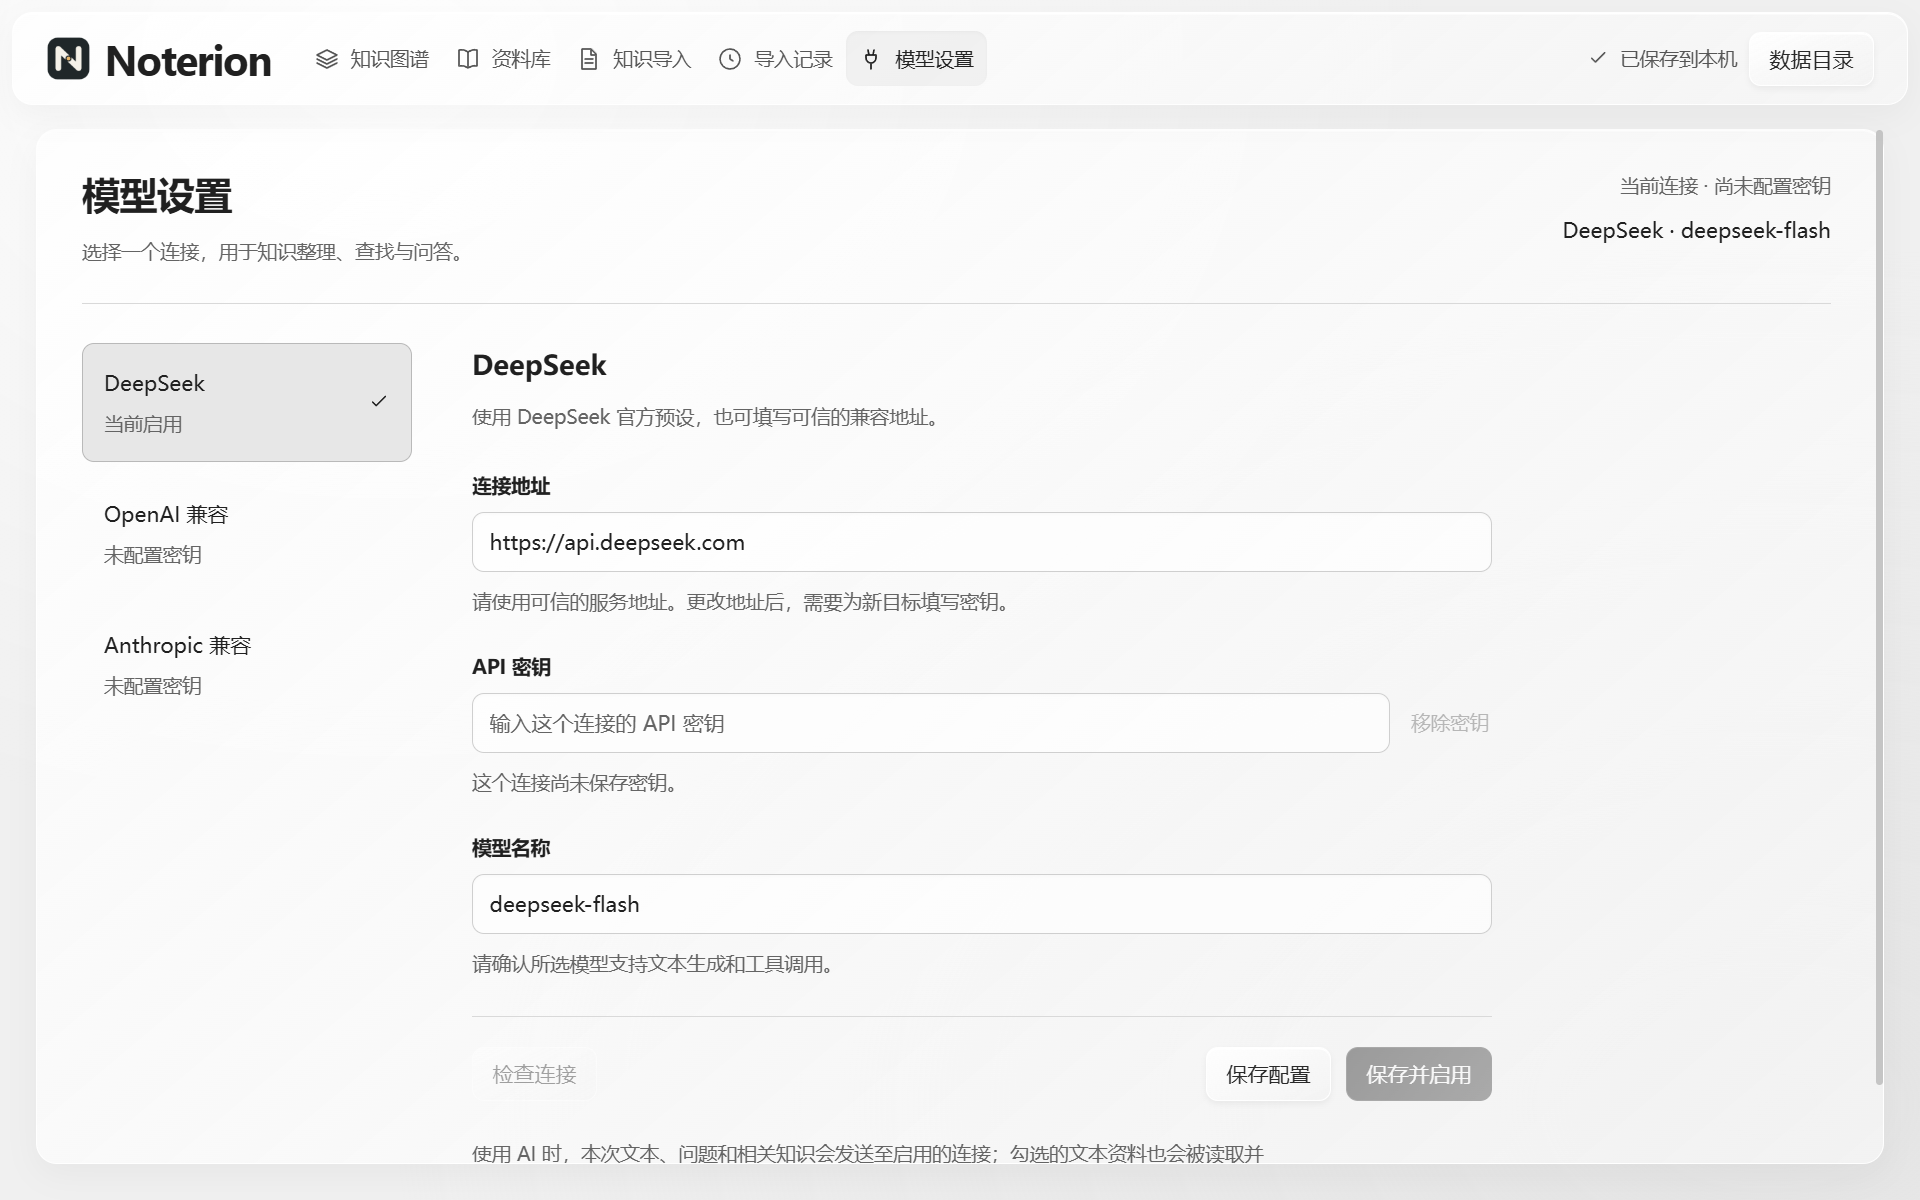 Noterion
知识图谱
资料库
知识导入
导入记录
模型设置
已保存到本机
数据目录
模型设置
选择一个连接，用于知识整理、查找与问答。
当前连接 · 尚未配置密钥
DeepSeek · deepseek-flash
DeepSeek
当前启用
OpenAI 兼容
未配置密钥
Anthropic 兼容
未配置密钥
DeepSeek
使用 DeepSeek 官方预设，也可填写可信的兼容地址。
连接地址
https://api.deepseek.com
请使用可信的服务地址。更改地址后，需要为新目标填写密钥。
API 密钥
输入这个连接的 API 密钥
移除密钥
这个连接尚未保存密钥。
模型名称
deepseek-flash
请确认所选模型支持文本生成和工具调用。
检查连接
保存配置
保存并启用
使用 AI 时，本次文本、问题和相关知识会发送至启用的连接；勾选的文本资料也会被读取并